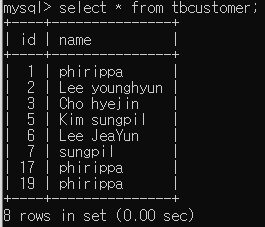 mysql> select * from tbcustomer;
+----+---------------+
| id | name          |
+----+---------------+
|  1 | phirippa      |
|  2 | Lee younghyun |
|  3 | Cho hyejin    |
|  5 | Kim sungpil   |
|  6 | Lee JeaYun    |
|  7 | sungpil       |
| 17 | phirippa      |
| 19 | phirippa      |
+----+---------------+
8 rows in set (0.00 sec)